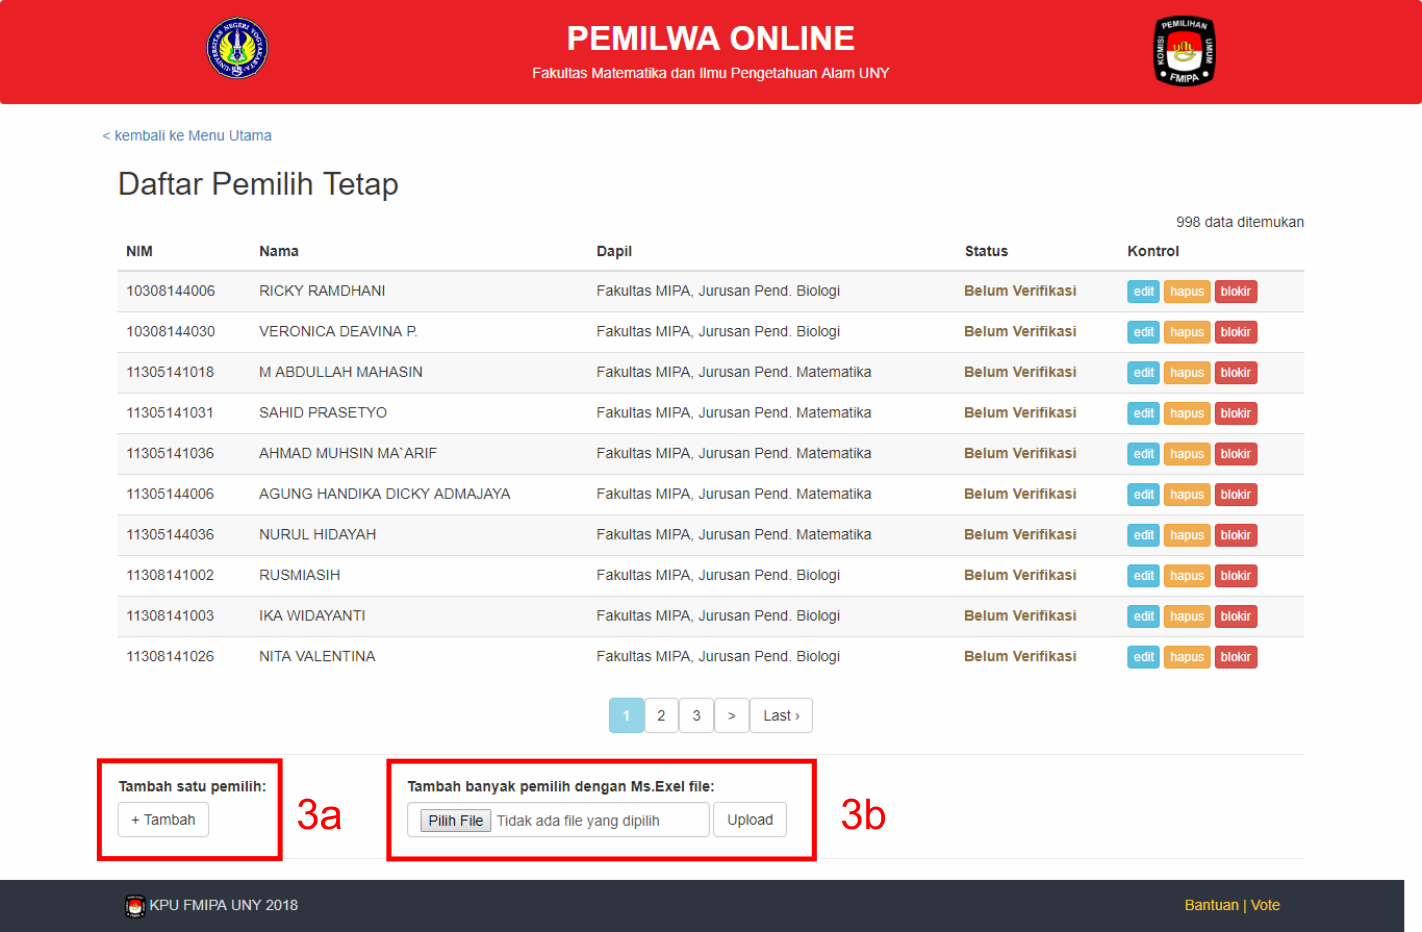 UNIVERSITAS NEGERI YOGYAKARTA
PEMILWA ONLINE
Fakultas Matematika dan Ilmu Pengetahuan Alam UNY
KOMISI PEMILIHAN UMUM
uny
FMIPA
< kembali ke Menu Utama
Daftar Pemilih Tetap
998 data ditemukan
NIM Nama Dapil Status Kontrol
10308144006 RICKY RAMDHANI Fakultas MIPA, Jurusan Pend. Biologi Belum Verifikasi edit hapus blokir
10308144030 VERONICA DEAVINA P. Fakultas MIPA, Jurusan Pend. Biologi Belum Verifikasi edit hapus blokir
11305141018 M ABDULLAH MAHASIN Fakultas MIPA, Jurusan Pend. Matematika Belum Verifikasi edit hapus blokir
11305141031 SAHID PRASETYO Fakultas MIPA, Jurusan Pend. Matematika Belum Verifikasi edit hapus blokir
11305141036 AHMAD MUHSIN MA`ARIF Fakultas MIPA, Jurusan Pend. Matematika Belum Verifikasi edit hapus blokir
11305144006 AGUNG HANDIKA DICKY ADMAJAYA Fakultas MIPA, Jurusan Pend. Matematika Belum Verifikasi edit hapus blokir
11305144036 NURUL HIDAYAH Fakultas MIPA, Jurusan Pend. Matematika Belum Verifikasi edit hapus blokir
11308141002 RUSMIASIH Fakultas MIPA, Jurusan Pend. Biologi Belum Verifikasi edit hapus blokir
11308141003 IKA WIDAYANTI Fakultas MIPA, Jurusan Pend. Biologi Belum Verifikasi edit hapus blokir
11308141026 NITA VALENTINA Fakultas MIPA, Jurusan Pend. Biologi Belum Verifikasi edit hapus blokir
1 2 3 > Last ›
Tambah satu pemilih:
+ Tambah
3a
Tambah banyak pemilih dengan Ms.Exel file:
Pilih File Tidak ada file yang dipilih Upload
3b
KPU FMIPA UNY 2018
Bantuan | Vote